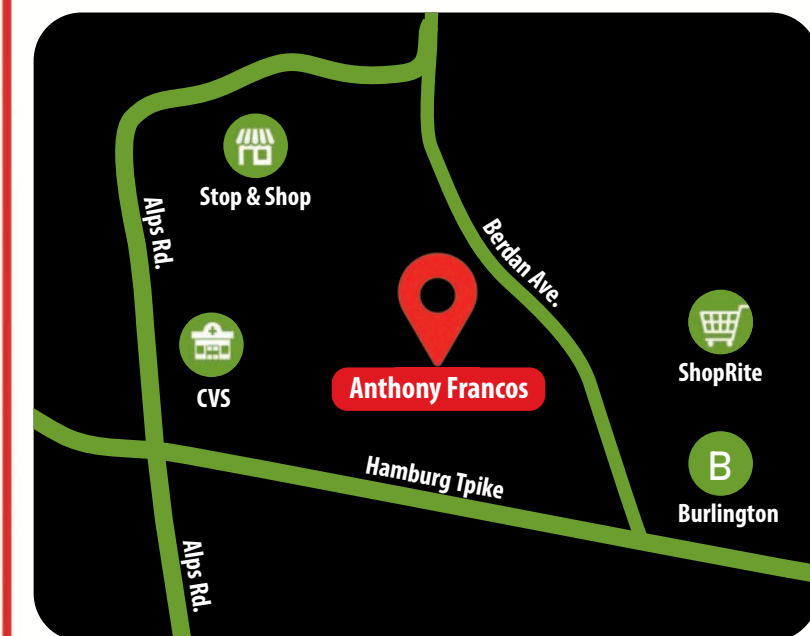 Stop & Shop
Alps Rd.
Berdan Ave.
CVS
Anthony Francos
ShopRite
Hamburg Tpike
B
Burlington
Alps Rd.